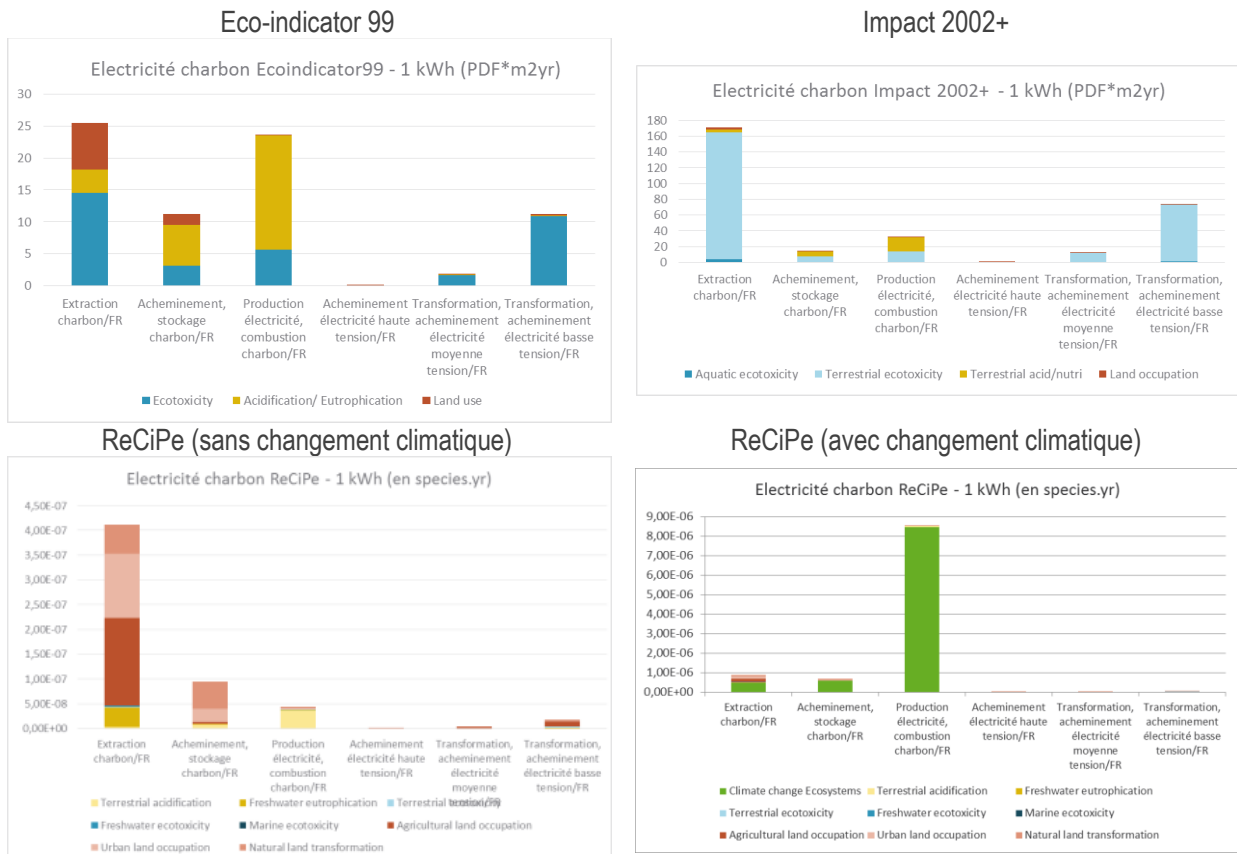 Eco-indicator 99
Electricité charbon Ecoindicator99 - 1 kWh (PDF*m2yr)
30
25
20
15
10
5
0
Extraction
charbon/FR
Acheminement,
stockage
charbon/FR
Production
électricité,
combustion
charbon/FR
Acheminement
électricité haute
tension/FR
Transformation,
acheminement
électricité
moyenne
tension/FR
Transformation,
acheminement
électricité basse
tension/FR
Ecotoxicity
Acidification/ Eutrophication
Land use
Impact 2002+
Electricité charbon Impact 2002+ - 1 kWh (PDF*m2yr)
180
160
140
120
100
80
60
40
20
0
Extraction
charbon/FR
Acheminement,
stockage
charbon/FR
Production
électricité,
combustion
charbon/FR
Acheminement
électricité haute
tension/FR
Transformation,
acheminement
électricité
moyenne
tension/FR
Transformation,
acheminement
électricité basse
tension/FR
Aquatic ecotoxicity
Terrestrial ecotoxicity
Terrestrial acid/nutri
Land occupation
ReCiPe (sans changement climatique)
Electricité charbon ReCiPe - 1 kWh (en species.yr)
4,50E-07
4,00E-07
3,50E-07
3,00E-07
2,50E-07
2,00E-07
1,50E-07
1,00E-07
5,00E-08
0,00E+00
Extraction
charbon/FR
Acheminement,
stockage
charbon/FR
Production
électricité,
combustion
charbon/FR
Acheminement
électricité haute
tension/FR
Transformation,
acheminement
électricité
moyenne
Transformation,
acheminement
électricité basse
tension/FR
Terrestrial acidification
Freshwater eutrophication
Terrestrial
Freshwater ecotoxicity
Marine ecotoxicity
Agricultural land occupation
Urban land occupation
Natural land transformation
ReCiPe (avec changement climatique)
Electricité charbon ReCiPe - 1 kWh (en species.yr)
9,00E-06
8,00E-06
7,00E-06
6,00E-06
5,00E-06
4,00E-06
3,00E-06
2,00E-06
1,00E-06
0,00E+00
Extraction
charbon/FR
Acheminement,
stockage
charbon/FR
Production
électricité,
combustion
charbon/FR
Acheminement
électricité haute
tension/FR
Transformation,
acheminement
électricité
moyenne
tension/FR
Transformation,
acheminement
électricité basse
tension/FR
Climate change Ecosystems
Terrestrial acidification
Freshwater eutrophication
Terrestrial ecotoxicity
Freshwater ecotoxicity
Marine ecotoxicity
Agricultural land occupation
Urban land occupation
Natural land transformation